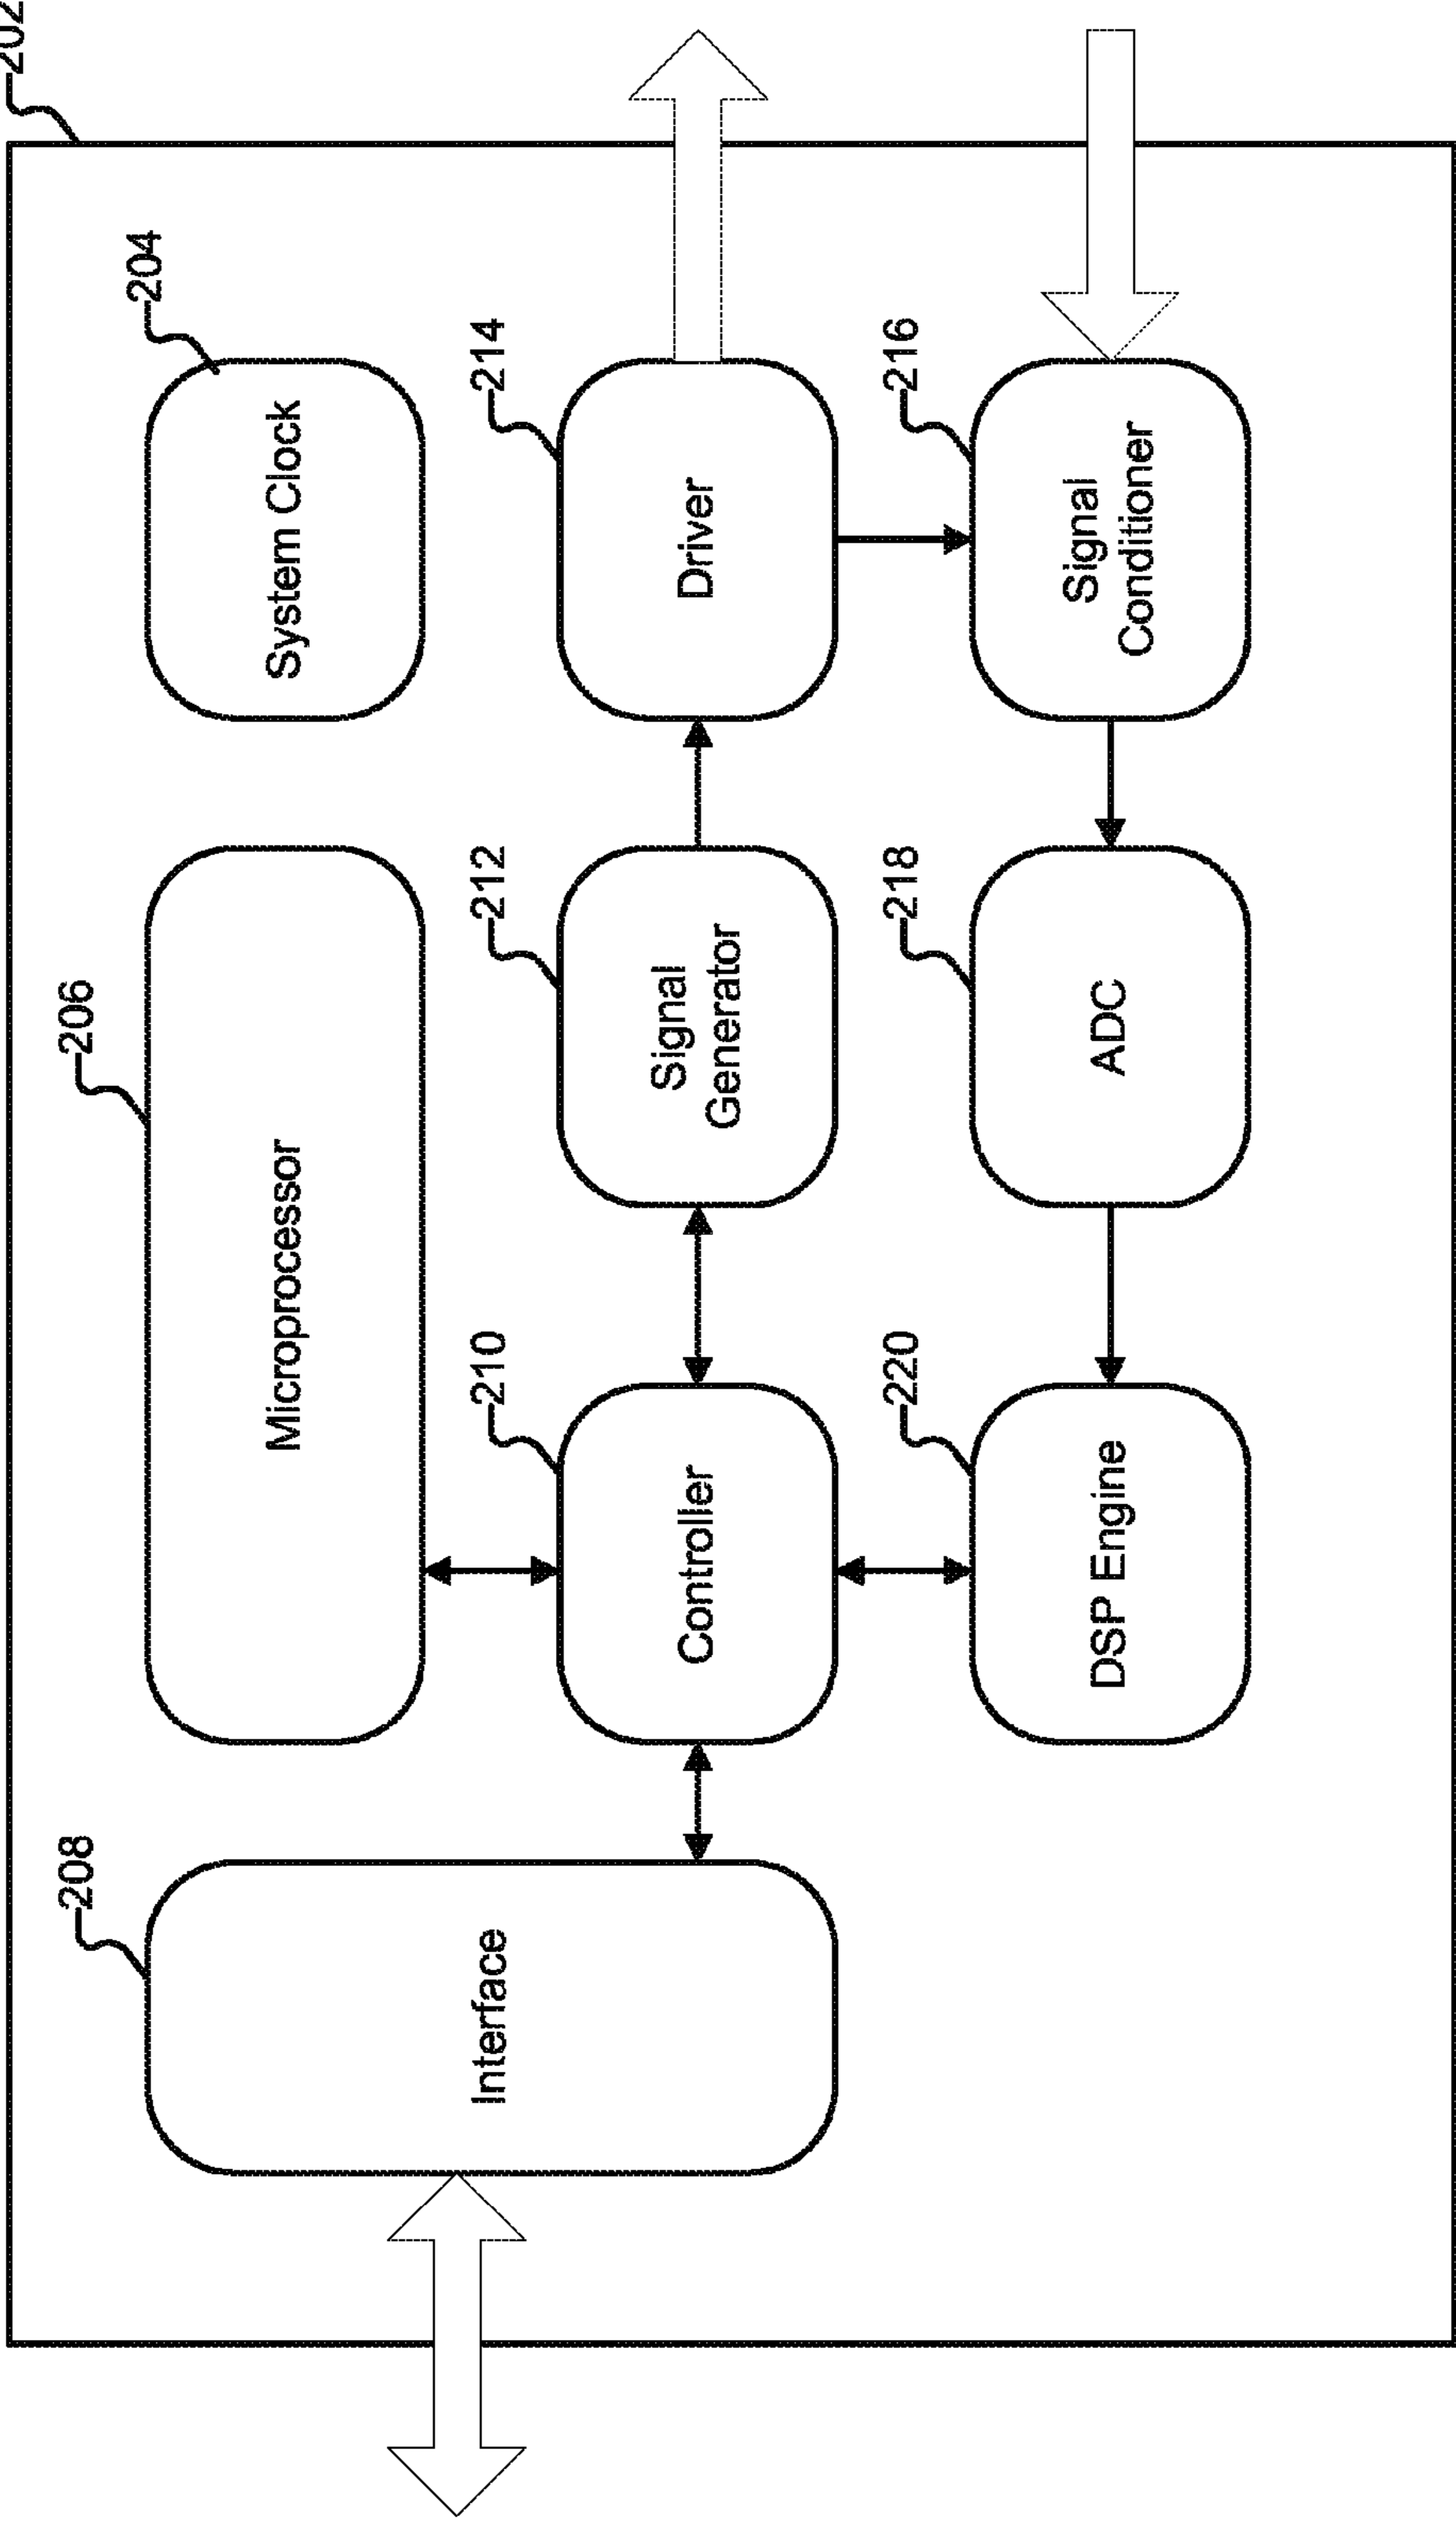 202
208
206
204
Interface
Microprocessor
System Clock
210
212
214
Controller
Signal
Generator
Driver
220
218
216
DSP Engine
ADC
Signal
Conditioner